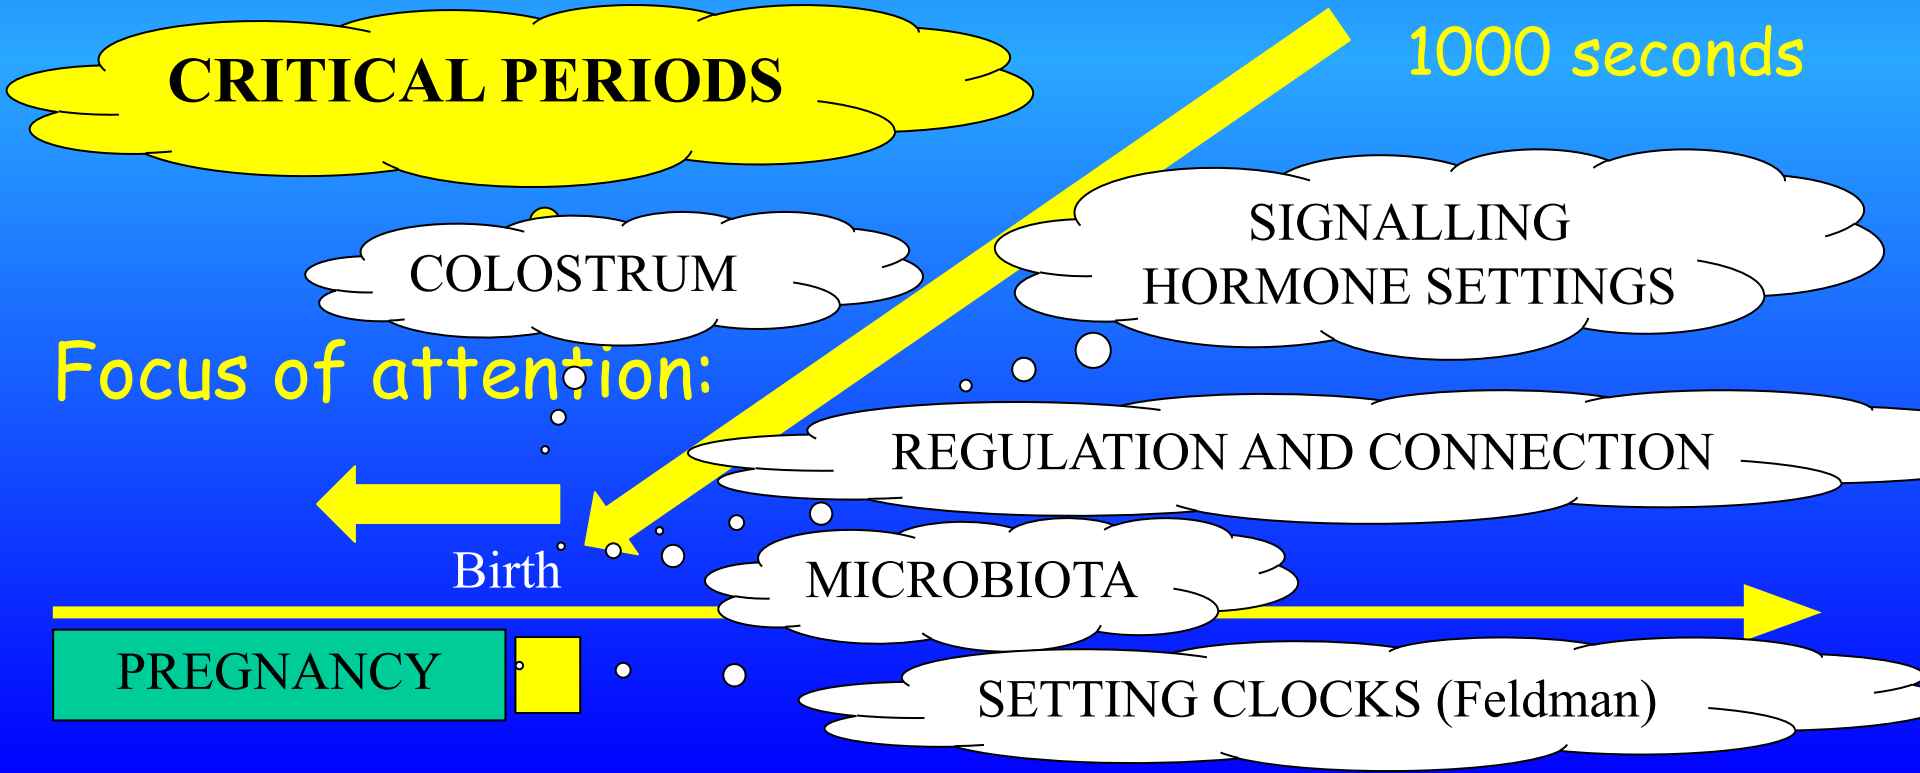 CRITICAL PERIODS
1000 seconds
SIGNALLING
HORMONE SETTINGS
COLOSTRUM
Focus of attention:
REGULATION AND CONNECTION
Birth
MICROBIOTA
PREGNANCY
SETTING CLOCKS (Feldman)